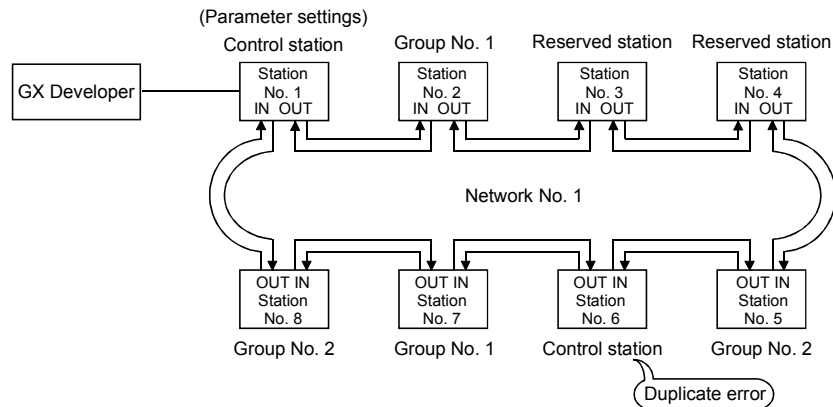 (Parameter settings)
Control station
Group No. 1
Reserved station
Reserved station
GX Developer
Station
No. 1
IN OUT
Station
No. 2
IN OUT
Station
No. 3
IN OUT
Station
No. 4
IN OUT
Network No. 1
OUT IN
Station
No. 8
OUT IN
Station
No. 7
OUT IN
Station
No. 6
OUT IN
Station
No. 5
Group No. 2
Group No. 1
Control station
Group No. 2
Duplicate error